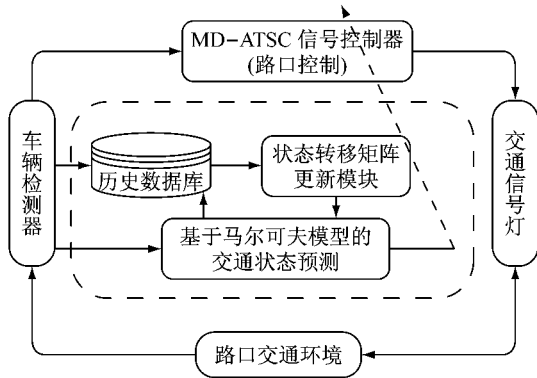 MD-ATSC 信号控制器
(路口控制)
车辆检测器
历史数据库
状态转移矩阵
更新模块
基于马尔可夫模型的
交通状态预测
交通信号灯
路口交通环境